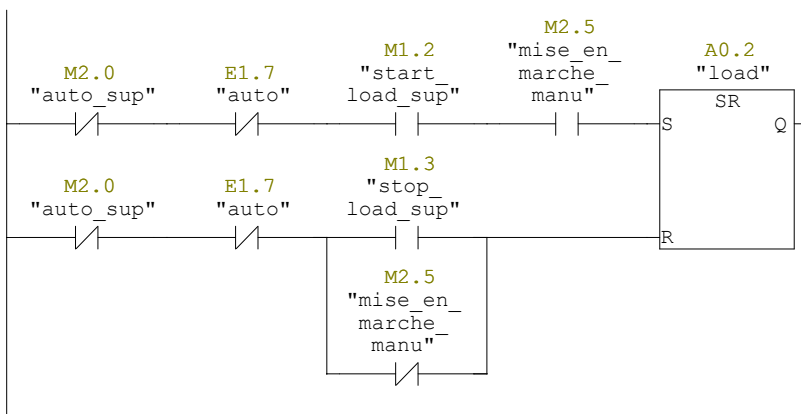 M2.5
M1.2
"mise_en_
A0.2
M2.0
E1.7
"start_
marche_
"load"
"auto_sup"
"auto"
load_sup"
manu"
SR
S
Q
M1.3
M2.0
E1.7
"stop_
"auto_sup"
"auto"
load_sup"
R
M2.5
"mise_en_
marche_
manu"